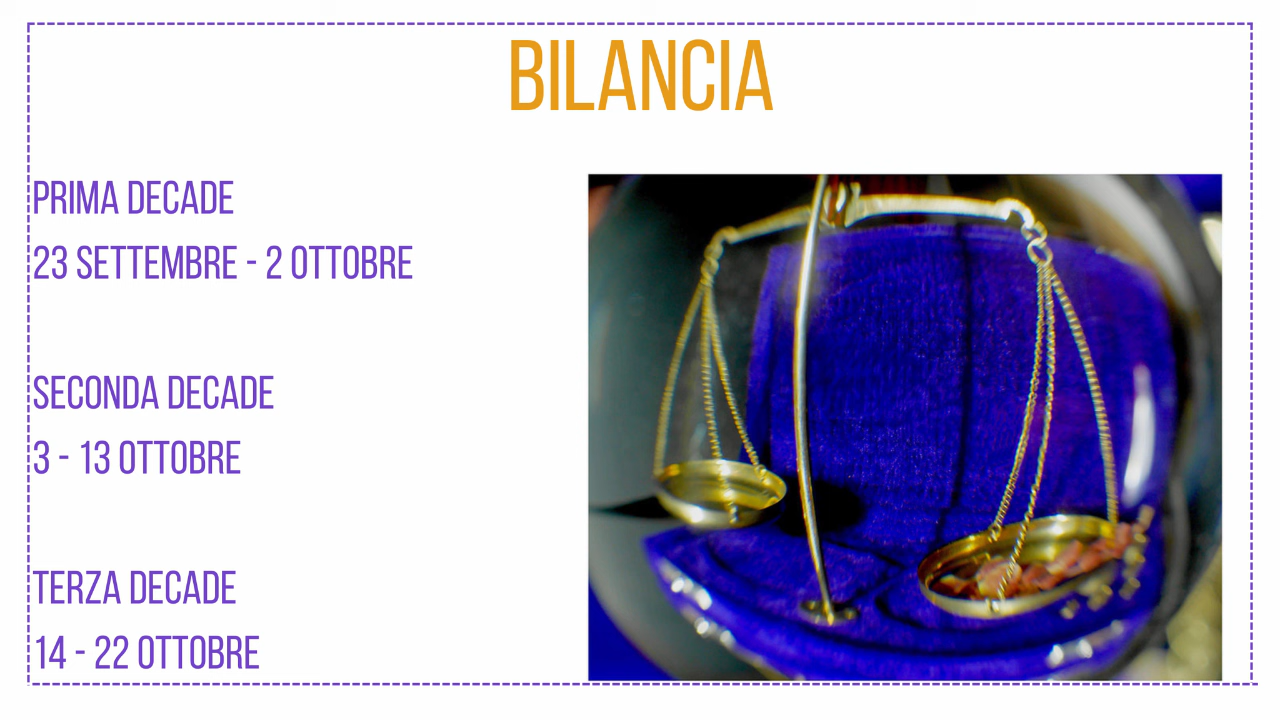 BILANCIA
PRIMA DECADE
23 SETTEMBRE - 2 OTTOBRE
SECONDA DECADE
3 - 13 OTTOBRE
TERZA DECADE
14 - 22 OTTOBRE